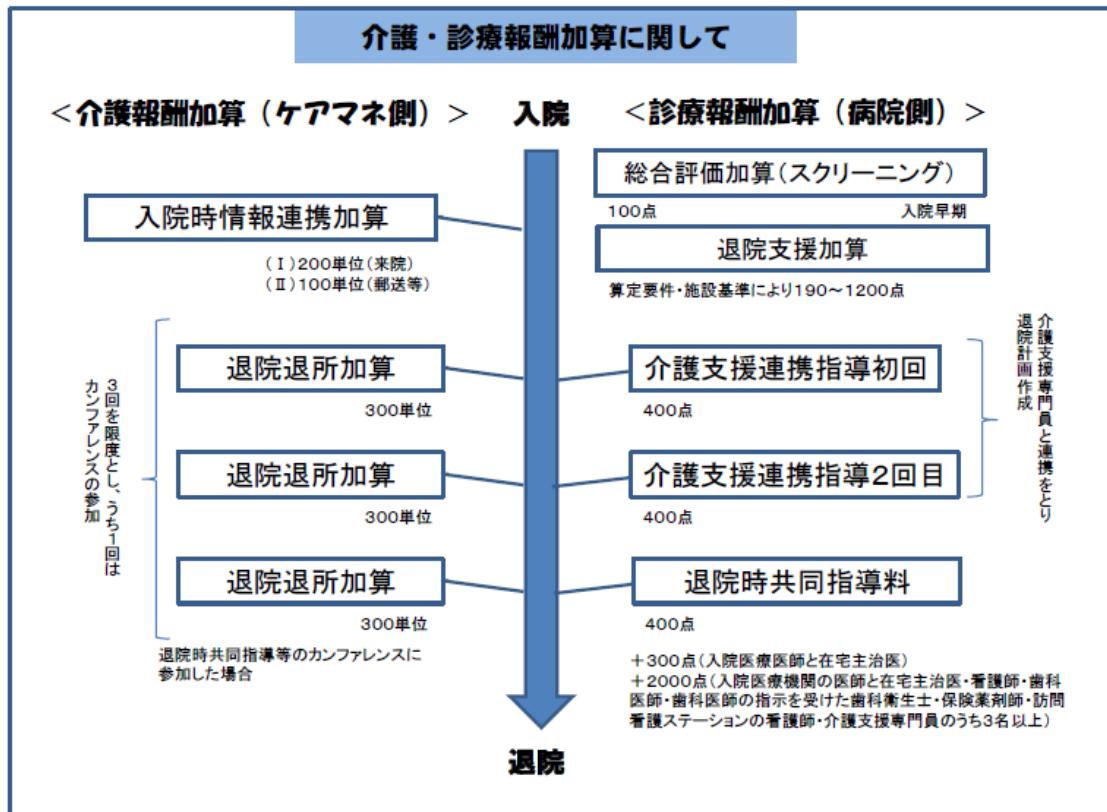 介護・診療報酬加算に関して
＜介護報酬加算（ケアマネ側）＞
入院
＜診療報酬加算（病院側）＞
総合評価加算（スクリーニング）
100点
入院早期
入院時情報連携加算
（Ⅰ）200単位（来院）
（Ⅱ）100単位（郵送等）
退院支援加算
算定要件・施設基準により190～1200点
3回を限度とし、うち1回は
カンファレンスの参加
退院退所加算
300単位
介護支援連携指導初回
400点
介護支援専門員と連携をとり
退院計画作成
退院退所加算
300単位
介護支援連携指導2回目
400点
退院退所加算
300単位
退院時共同指導等のカンファレンスに
参加した場合
退院時共同指導料
400点
＋300点（入院医療医師と在宅主治医）
＋2000点（入院医療機関の医師と在宅主治医・看護師・歯科
医師・歯科医師の指示を受けた歯科衛生士・保険薬剤師・訪問
看護ステーションの看護師・介護支援専門員のうち3名以上）
退院